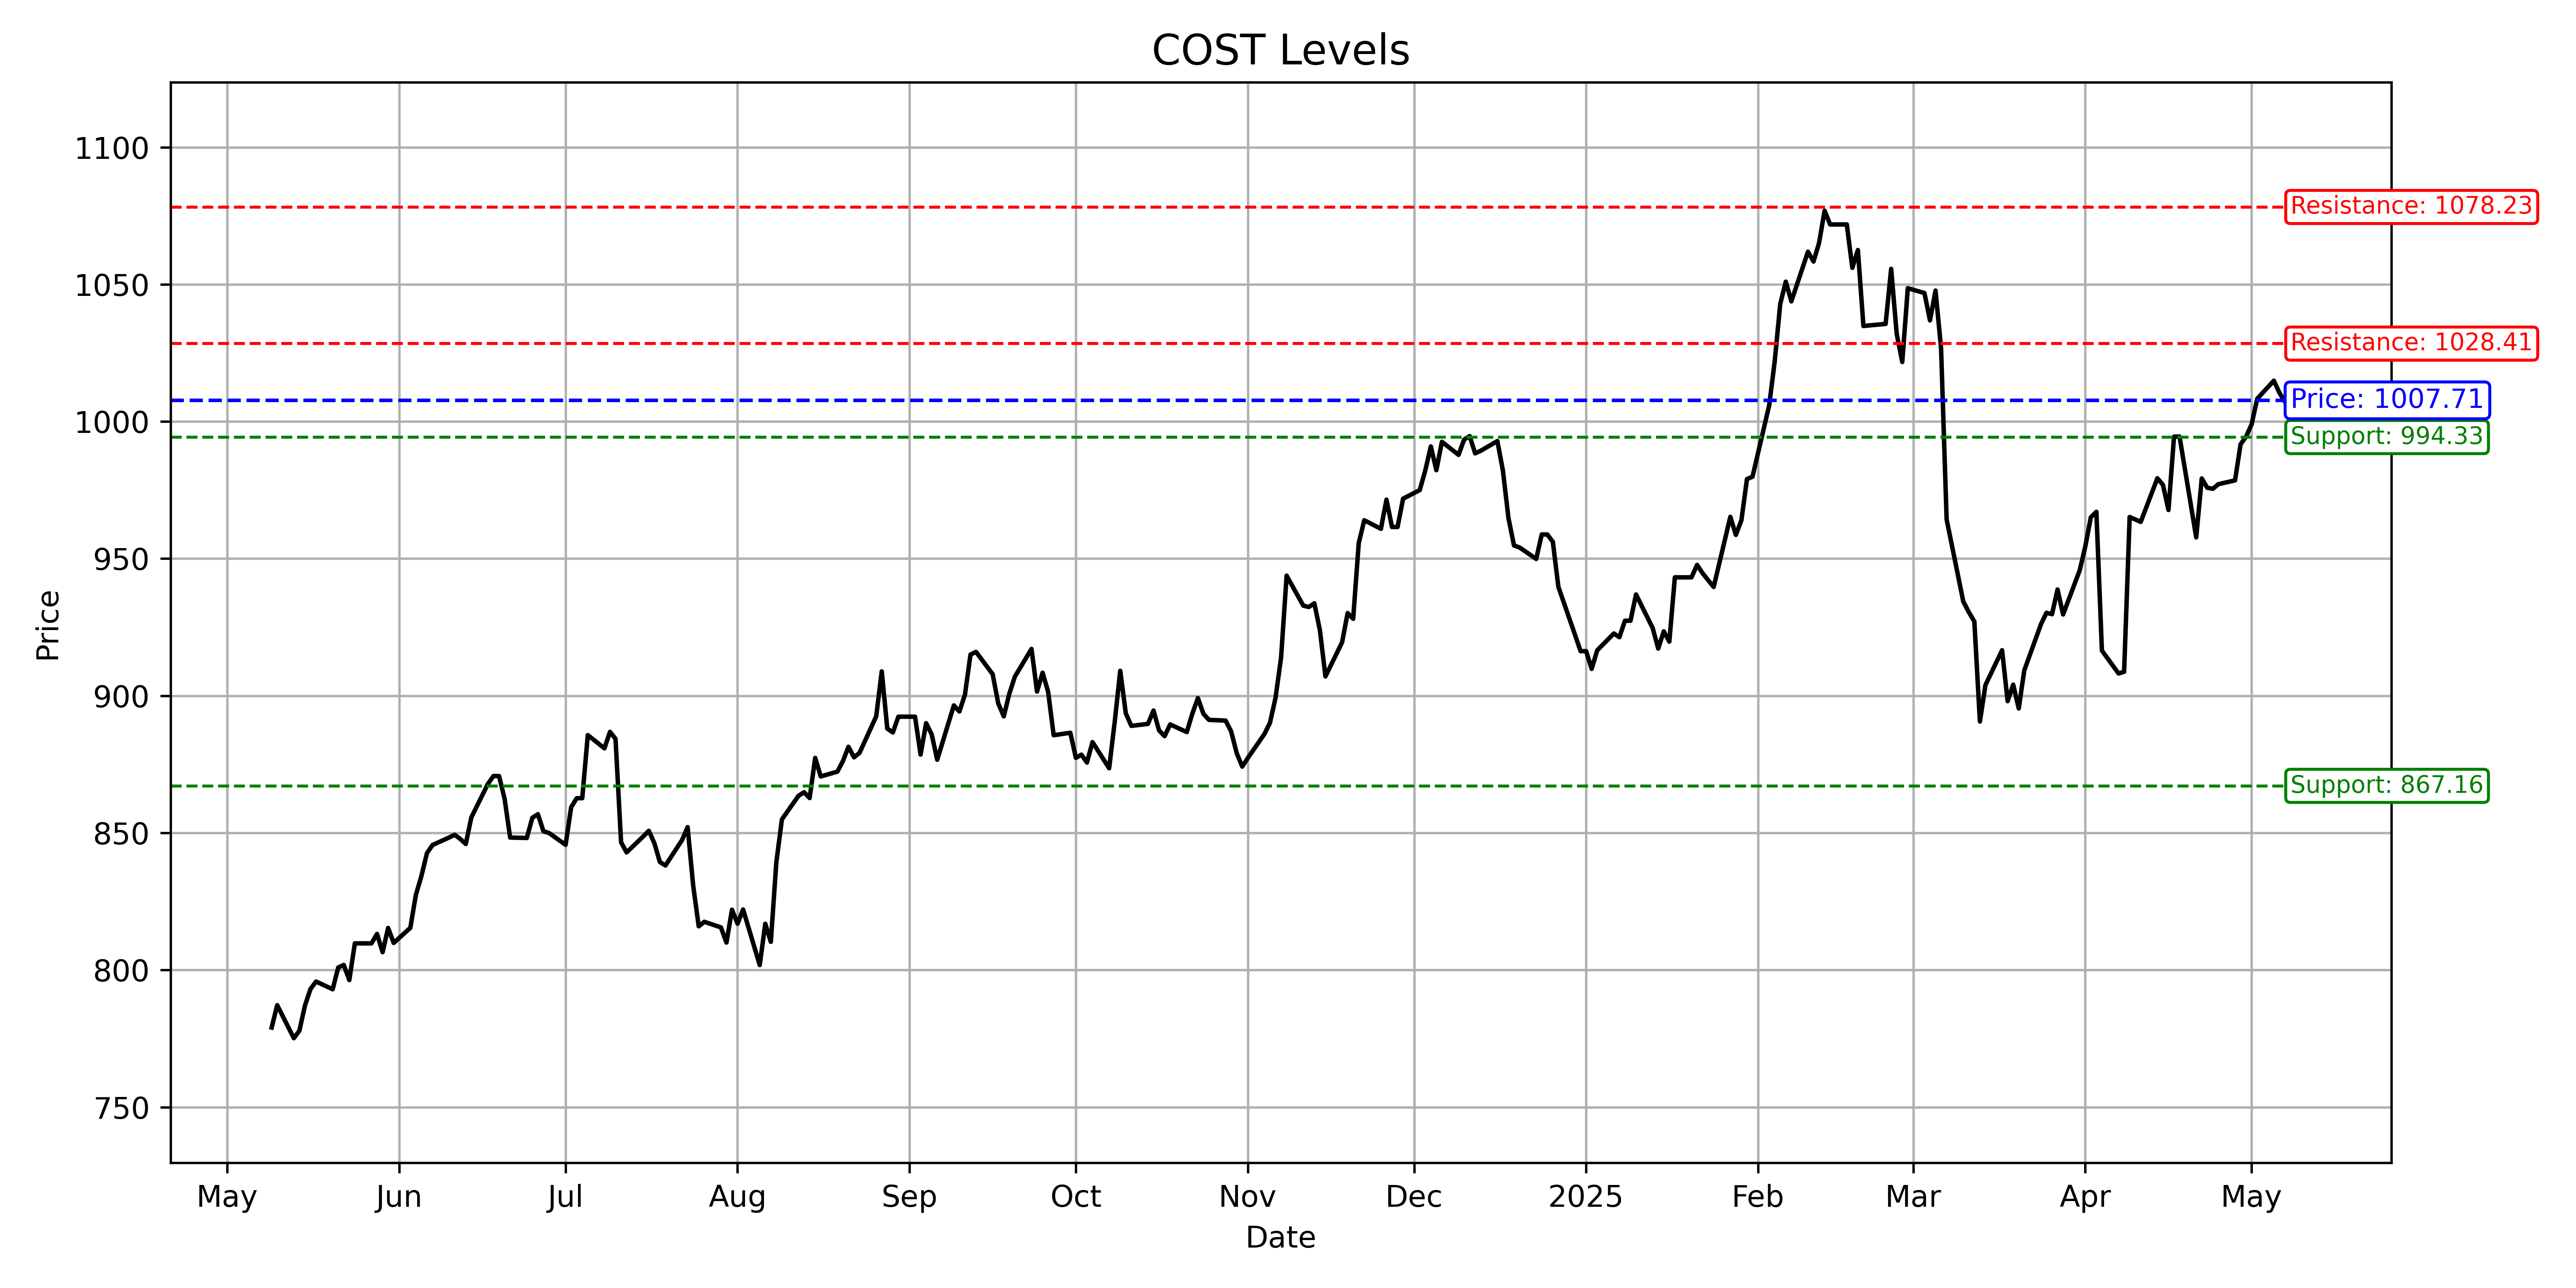 COST Levels
1100
1050
1000
950
900
850
800
750
Price
Resistance: 1078.23
Resistance: 1028.41
Price: 1007.71
Support: 994.33
Support: 867.16
May Jun Jul Aug Sep Oct Nov Dec 2025 Feb Mar Apr May
Date